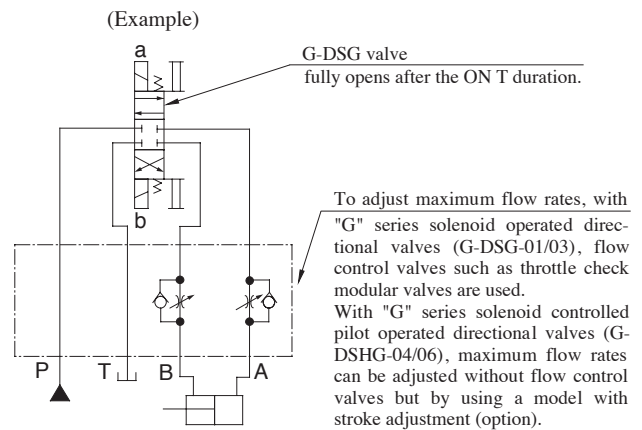 (Example)
a
G-DSG valve
fully opens after the ON T duration.
b
To adjust maximum flow rates, with
"G" series solenoid operated direc-
tional valves (G-DSG-01/03), flow
control valves such as throttle check
modular valves are used.
With "G" series solenoid controlled
pilot operated directional valves (G-
DSHG-04/06), maximum flow rates
can be adjusted without flow control
valves but by using a model with
stroke adjustment (option).
P T B A